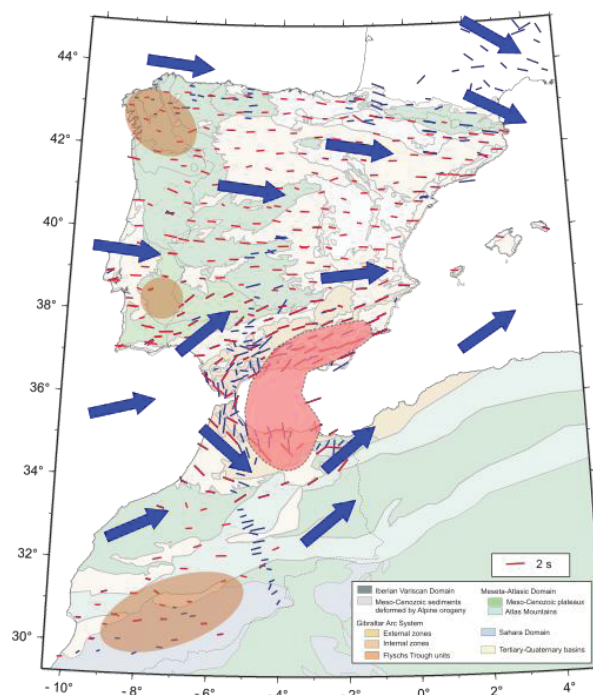 44°
42°
40°
38°
36°
34°
32°
30°
2 s
Iberian Variscan Domain
Meso-Cenozoic sediments
deformed by Alpine orogeny
Gibraltar Arc System
External zones
Internal zones
Flyschs Trough units
Meseta-Atlasic Domain
Meso-Cenozoic plateaus
Atlas Mountains
Sahara Domain
Tertiary-Quaternary basins
-10°
-8°
-6°
-4°
-2°
0°
2°
4°